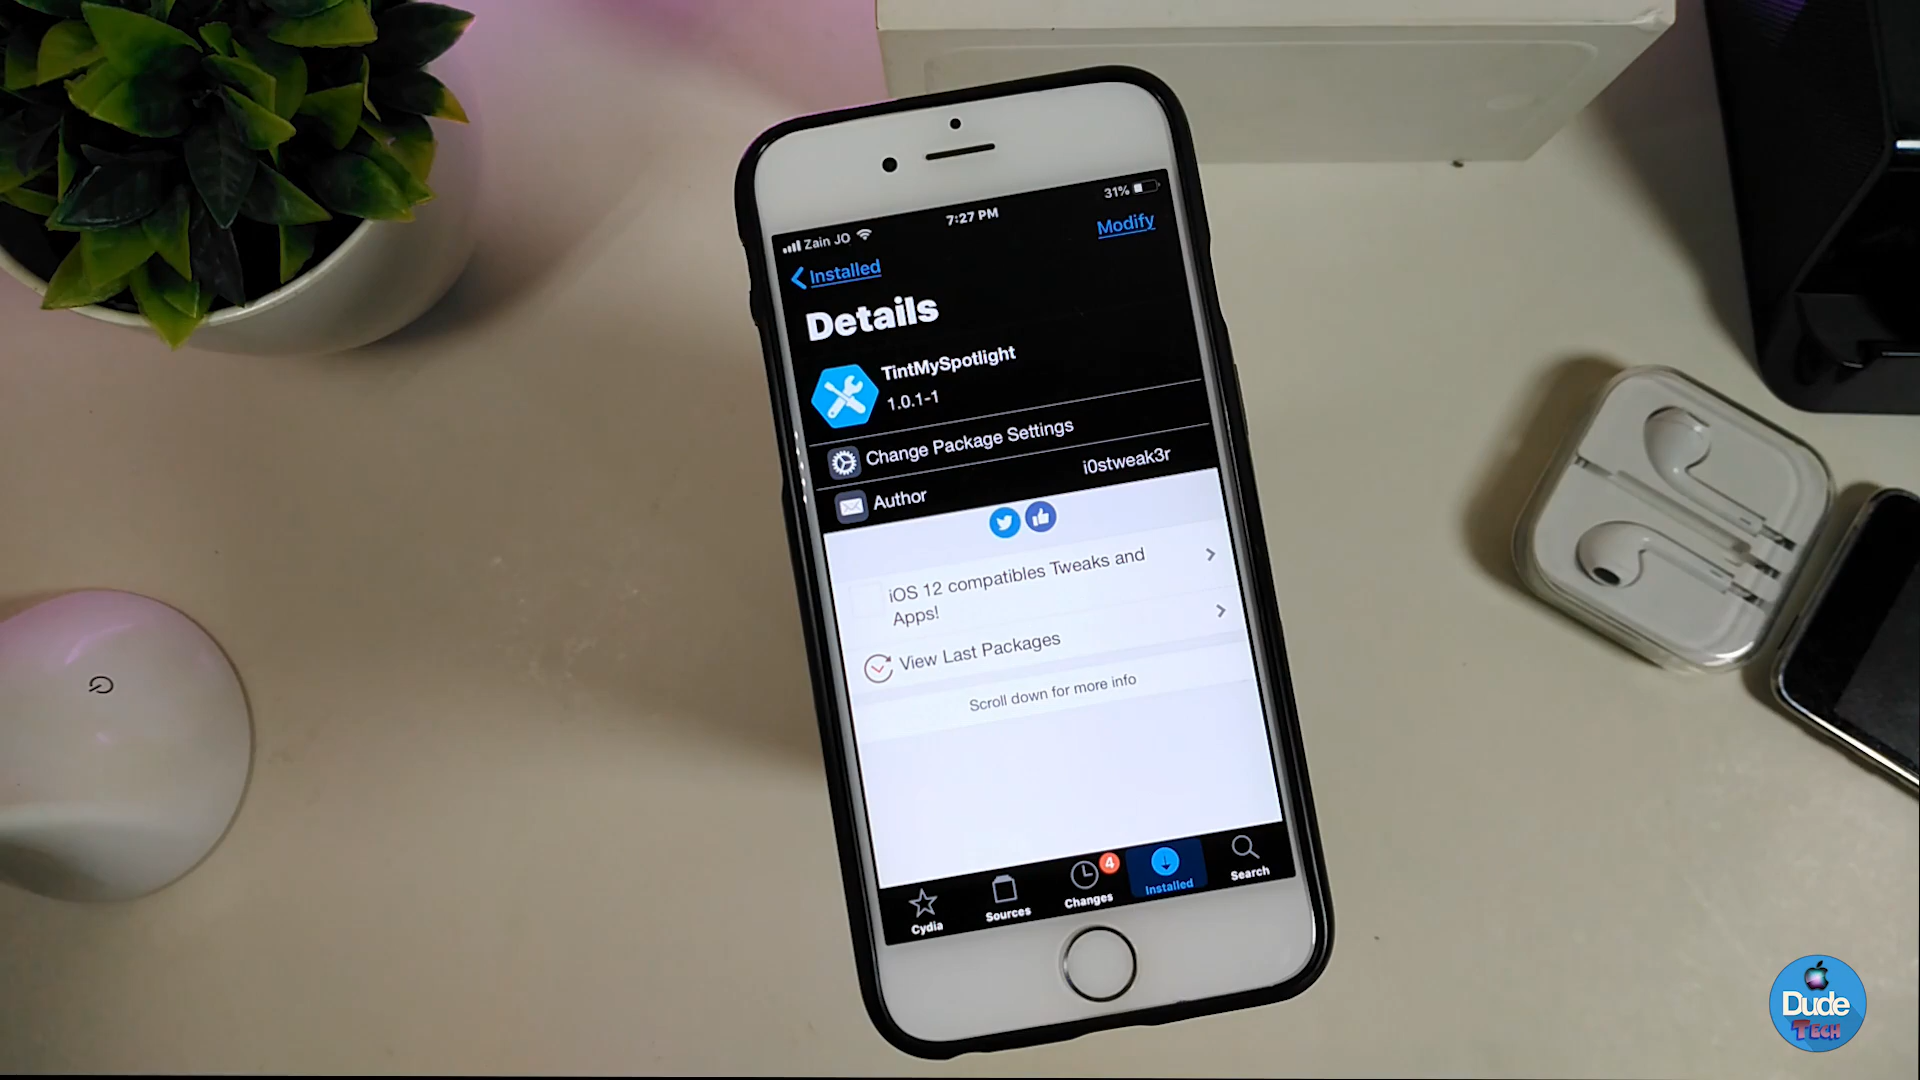 Zain JO
7:27 PM
31%
Installed
Modify
Details
TintMySpotlight
1.0.1-1
Change Package Settings
Author
i0stweak3r
iOS 12 compatibles Tweaks and
Apps!
View Last Packages
Scroll down for more info
Cydia
Sources
Changes
4
Installed
Search
Dude
TECH